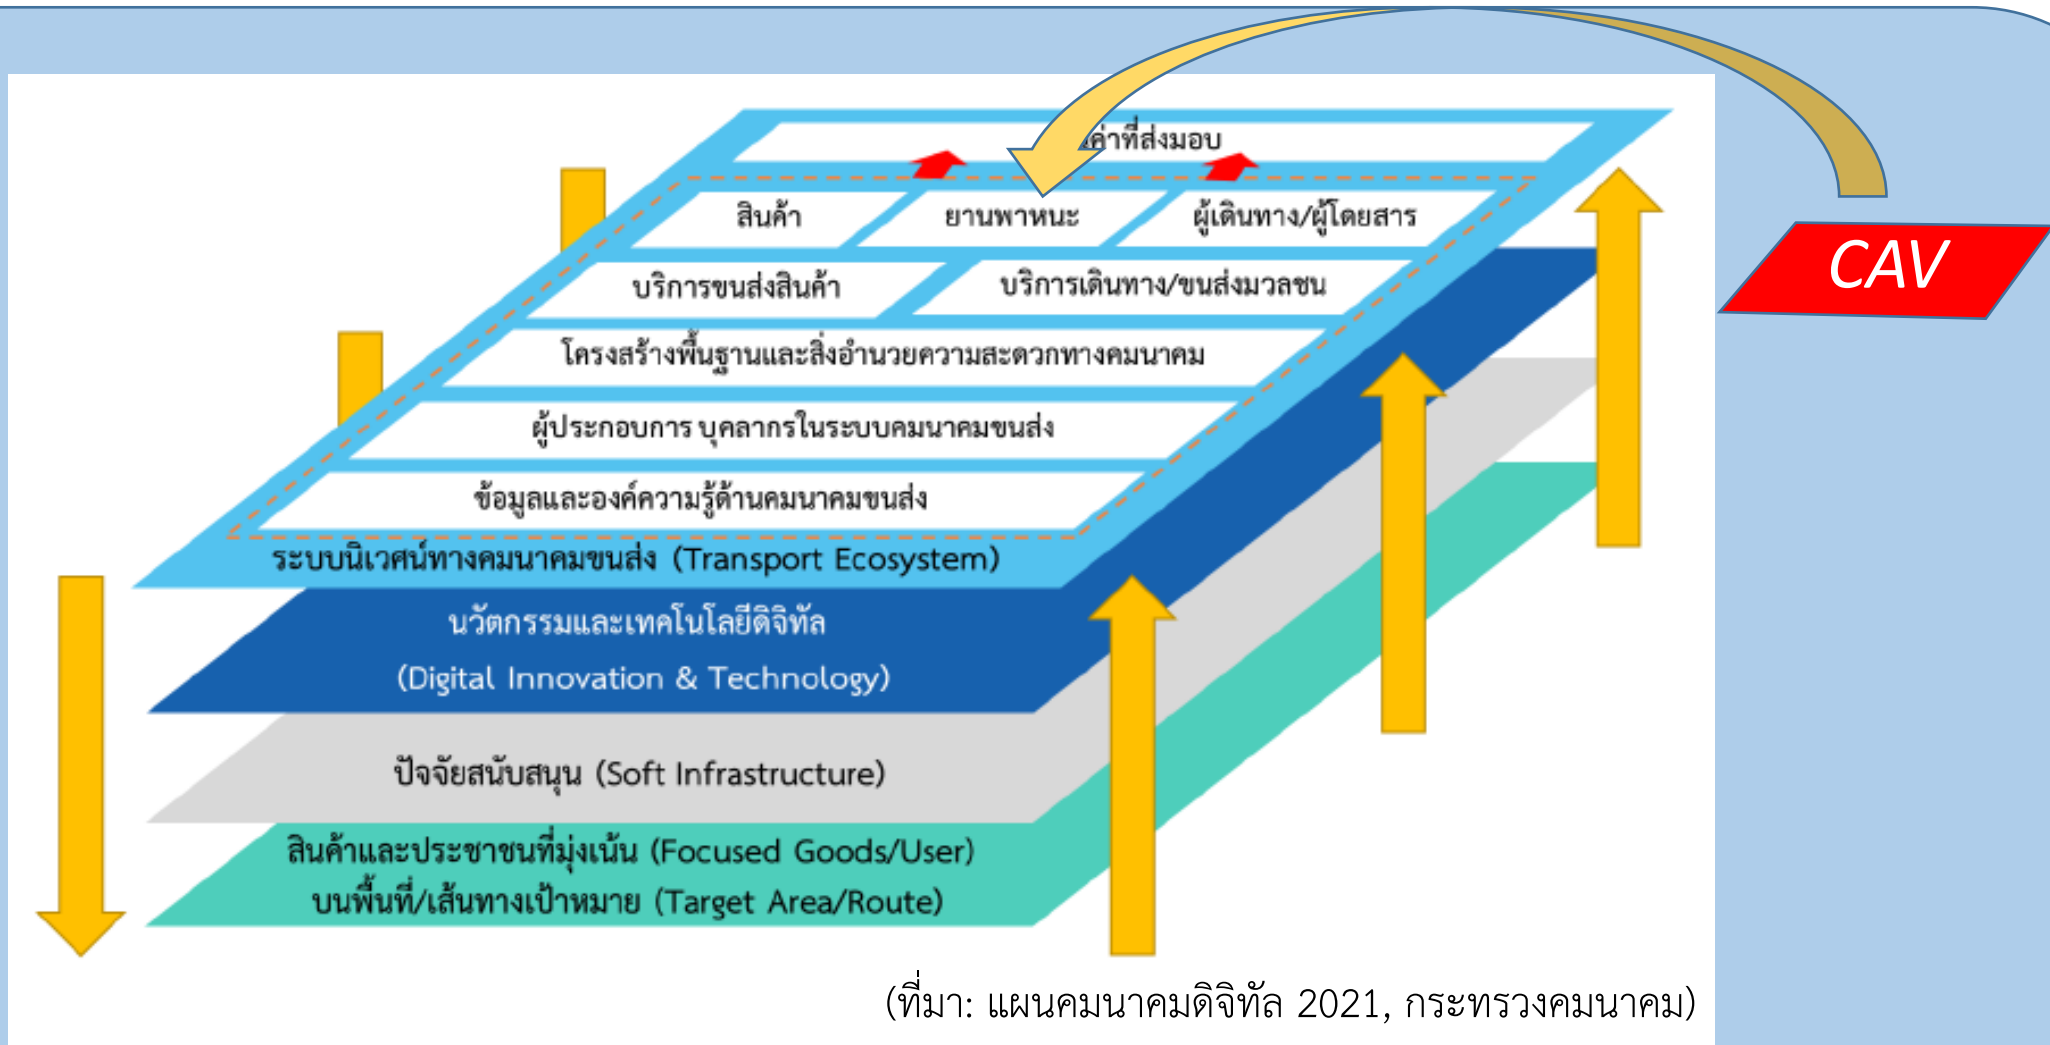 ค่าที่ส่งมอบ
สินค้า
ยานพาหนะ
ผู้เดินทาง/ผู้โดยสาร
CAV
บริการขนส่งสินค้า
บริการเดินทาง/ขนส่งมวลชน
โครงสร้างพื้นฐานและสิ่งอำนวยความสะดวกทางคมนาคม
ผู้ประกอบการ บุคลากรในระบบคมนาคมขนส่ง
ข้อมูลและองค์ความรู้ด้านคมนาคมขนส่ง
ระบบนิเวศน์ทางคมนาคมขนส่ง (Transport Ecosystem)
นวัตกรรมและเทคโนโลยีดิจิทัล
(Digital Innovation & Technology)
ปัจจัยสนับสนุน (Soft Infrastructure)
สินค้าและประชาชนที่มุ่งเน้น (Focused Goods/User)
บนพื้นที่/เส้นทางเป้าหมาย (Target Area/Route)
(ที่มา: แผนคมนาคมดิจิทัล 2021, กระทรวงคมนาคม)